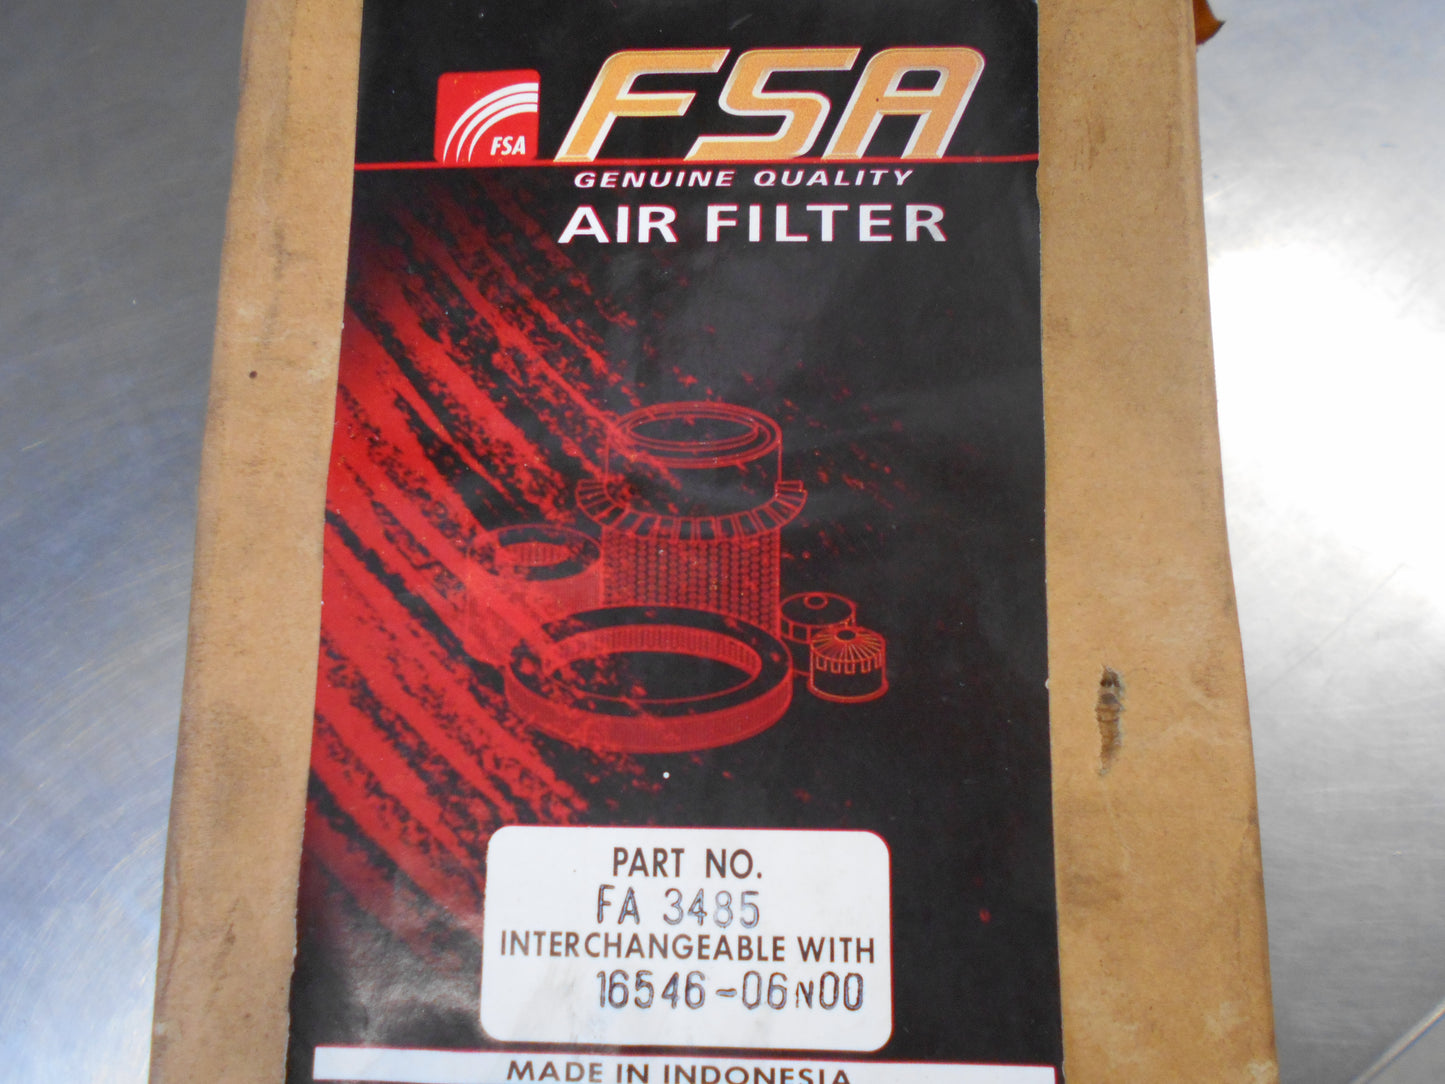 FSA
FSA
GENUINE QUALITY
AIR FILTER
PART NO.
FA 3485
INTERCHANGEABLE WITH
16546-06N00
MADE IN INDONESIA